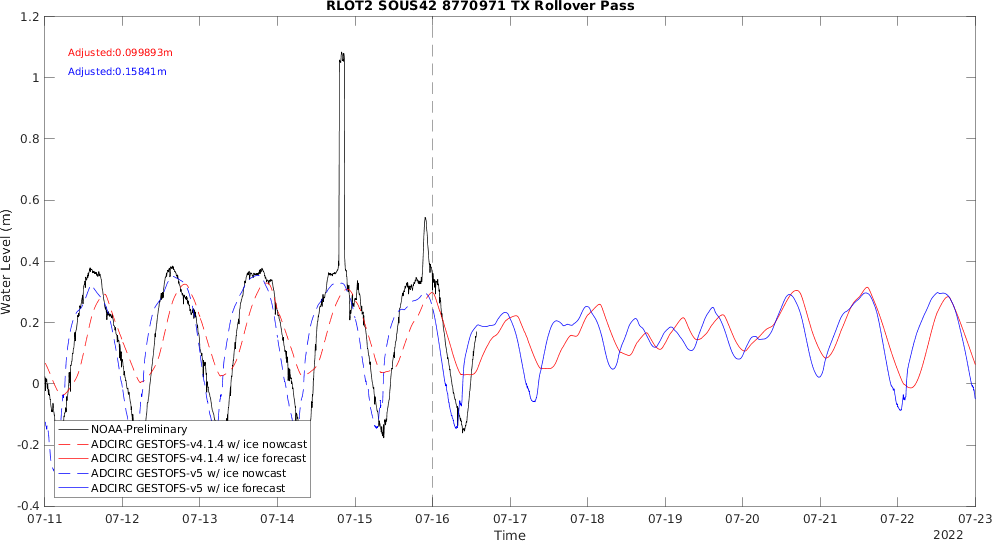 RLOT2 SOUS42 8770971 TX Rollover Pass
1.2
Adjusted:0.099893m
Adjusted:0.15841m
1
0.8
0.6
0.4
0.2
0
-0.2
-0.4
Water Level (m)
NOAA-Preliminary
ADCIRC GESTOFS-v4.1.4 w/ ice nowcast
ADCIRC GESTOFS-v4.1.4 w/ ice forecast
ADCIRC GESTOFS-v5 w/ ice nowcast
ADCIRC GESTOFS-v5 w/ ice forecast
07-11 07-12 07-13 07-14 07-15 07-16 07-17 07-18 07-19 07-20 07-21 07-22 07-23
Time
2022